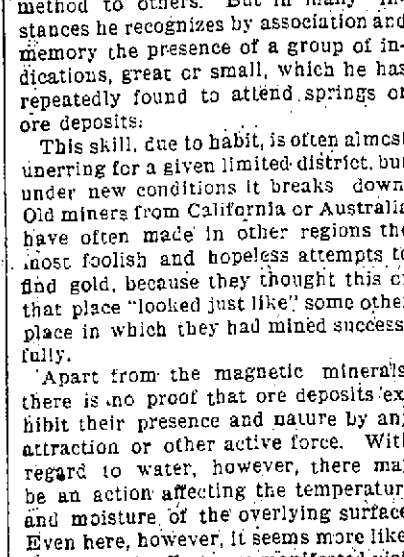 method to others. But in many in-
stances he recognizes by association and
memory the presence of a group of in-
dications, great or small, which he has
repeatedly found to attend springs or
ore deposits.
This skill, due to habit, is often almost
unerring for a given limited district, but
under new conditions it breaks down.
Old miners from California or Australia
have often made in other regions the
most foolish and hopeless attempts to
find gold, because they thought this or
that place "looked just like" some othe
place in which they had mined success
fully.
Apart from the magnetic minerals
there is no proof that ore deposits ex
hibit their presence and nature by an
attraction or other active force. With
regard to water, however, there ma
be an action affecting the temperatur
and moisture of the overlying surface
Even here, however, it seems more like